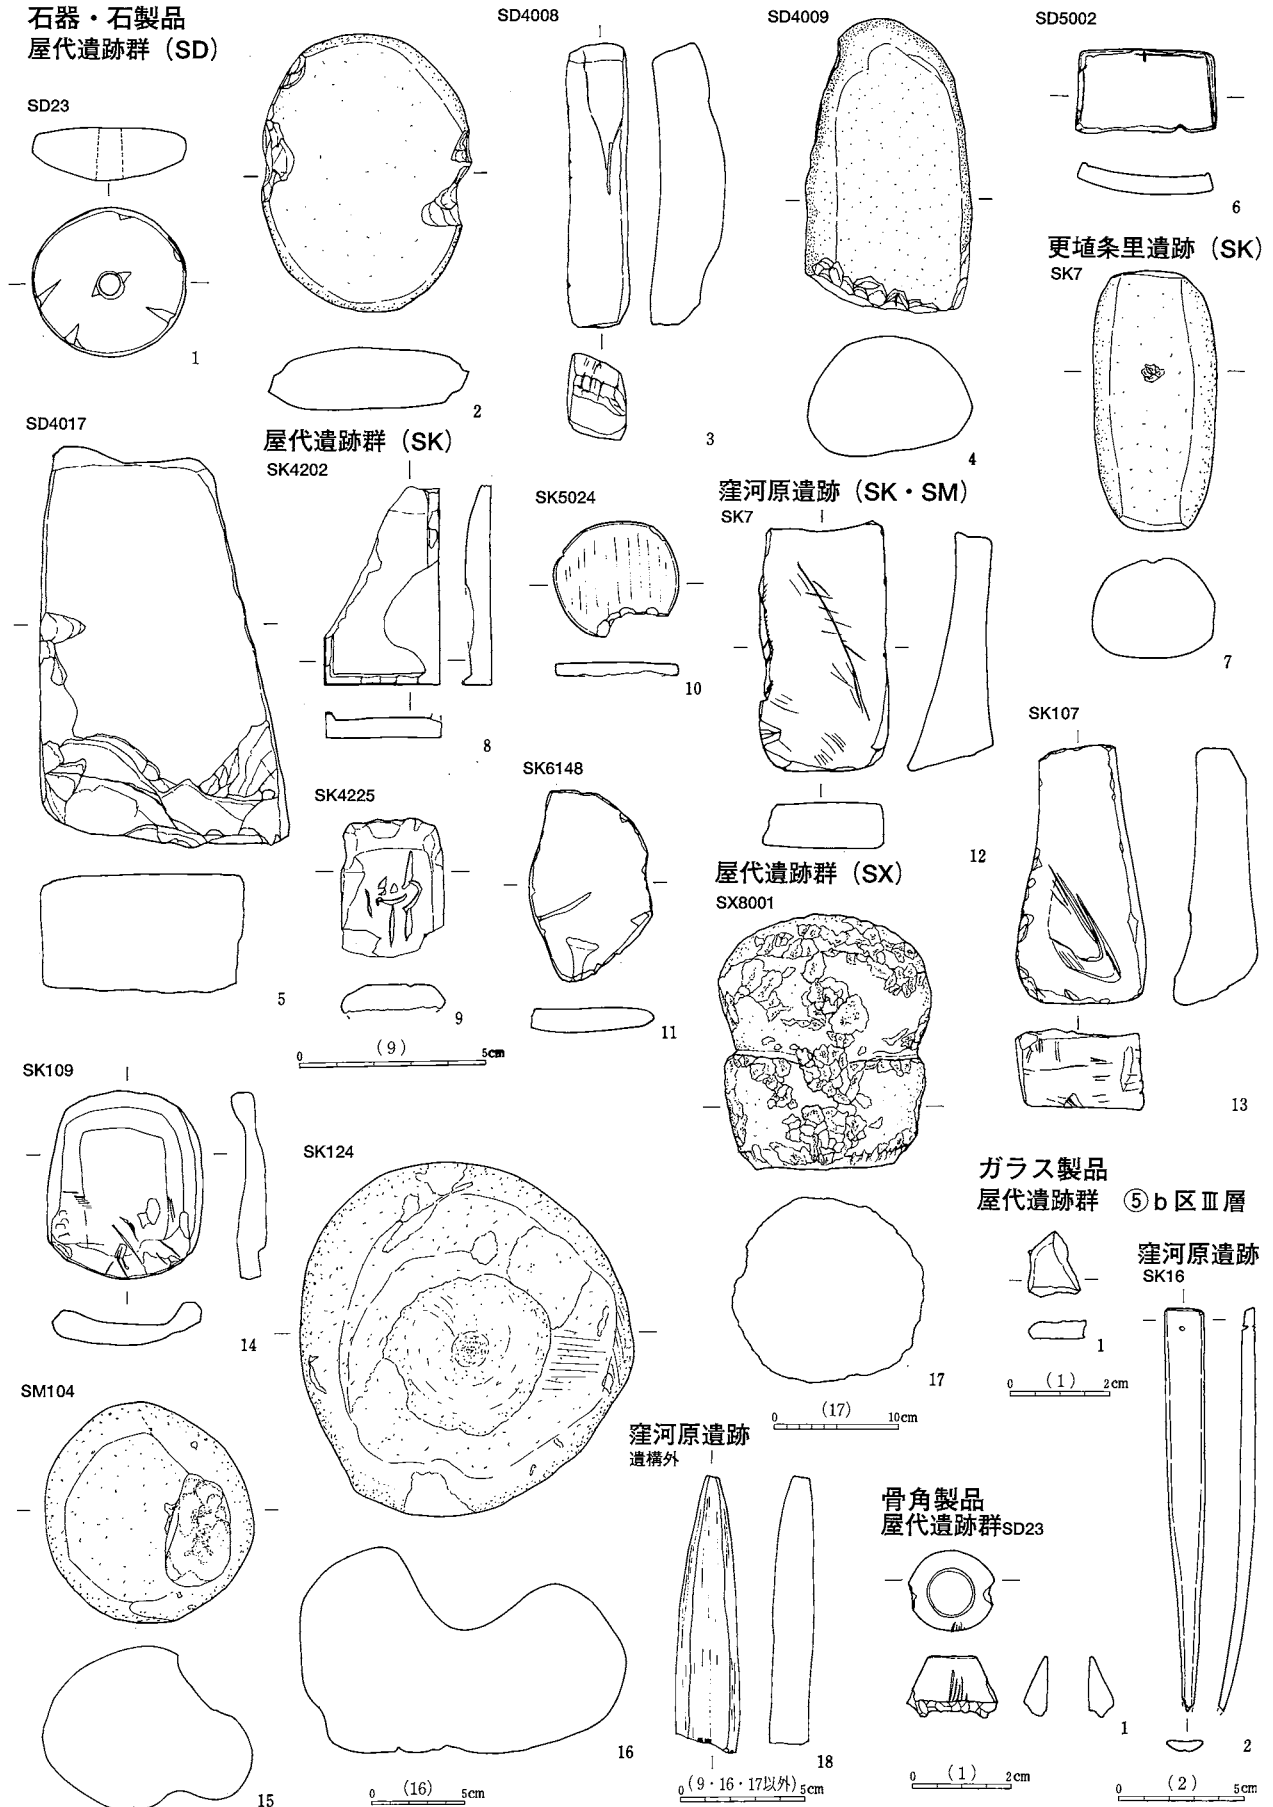 石器・石製品
屋代遺跡群（SD）
SD23
1
2
SD4008
3
SD4009
4
SD5002
6
更埴条里遺跡（SK）
SK7
7
SD4017
5
屋代遺跡群（SK）
SK4202
8
SK5024
10
窪河原遺跡（SK・SM）
SK7
12
SK107
13
SK4225
9
0 （9） 5cm
SK6148
11
屋代遺跡群（SX）
SX8001
17
0 （17） 10cm
SK109
14
SK124
16
0 （16） 5cm
SM104
15
窪河原遺跡
遺構外
18
0 （9・16・17以外） 5cm
ガラス製品
屋代遺跡群 ⑤b区Ⅲ層
1
0 （1） 2cm
骨角製品
屋代遺跡群SD23
1
0 （1） 2cm
窪河原遺跡
SK16
2
0 （2） 5cm